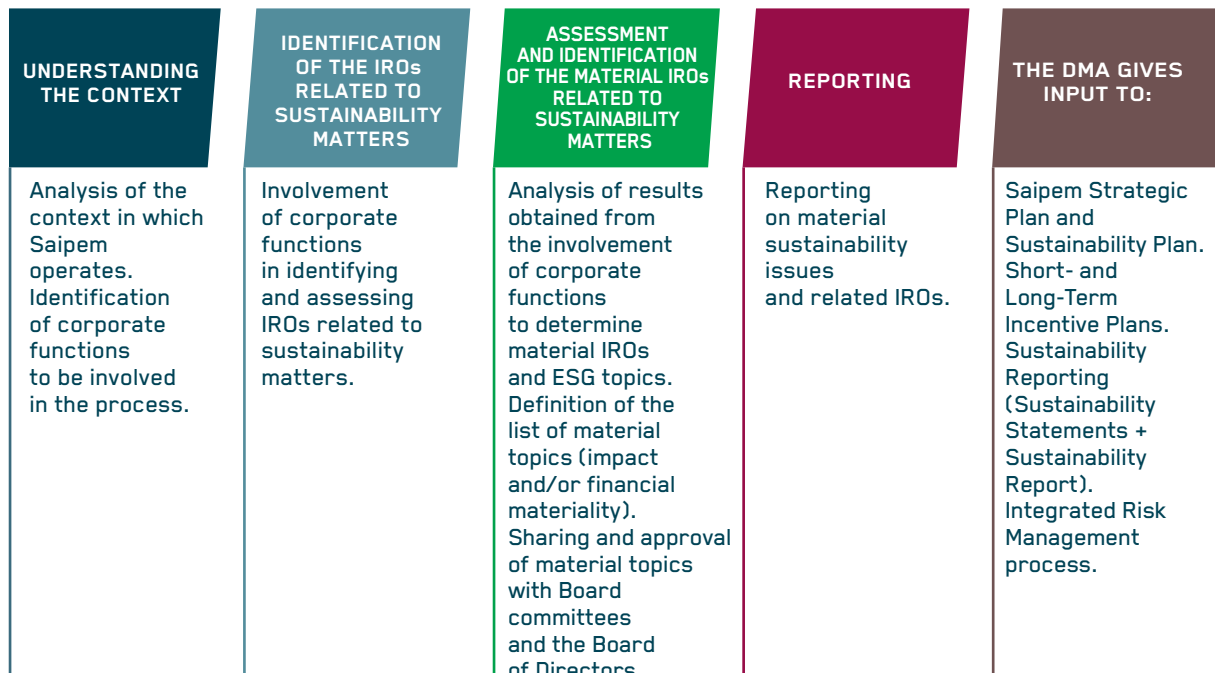 UNDERSTANDING
THE CONTEXT
Analysis of the
context in which
Saipem
operates.
Identification
of corporate
functions
to be involved
in the process.
IDENTIFICATION
OF THE IROs
RELATED TO
SUSTAINABILITY
MATTERS
Involvement
of corporate
functions
in identifying
and assessing
IROs related to
sustainability
matters.
ASSESSMENT
AND IDENTIFICATION
OF THE MATERIAL IROs
RELATED TO
SUSTAINABILITY
MATTERS
Analysis of results
obtained from
the involvement
of corporate
functions
to determine
material IROs
and ESG topics.
Definition of the
list of material
topics (impact
and/or financial
materiality).
Sharing and approval
of material topics
with Board
committees
and the Board
of Directors
REPORTING
Reporting
on material
sustainability
issues
and related IROs.
THE DMA GIVES
INPUT TO:
Saipem Strategic
Plan and
Sustainability Plan.
Short- and
Long-Term
Incentive Plans.
Sustainability
Reporting
(Sustainability
Statements +
Sustainability
Report).
Integrated Risk
Management
process.